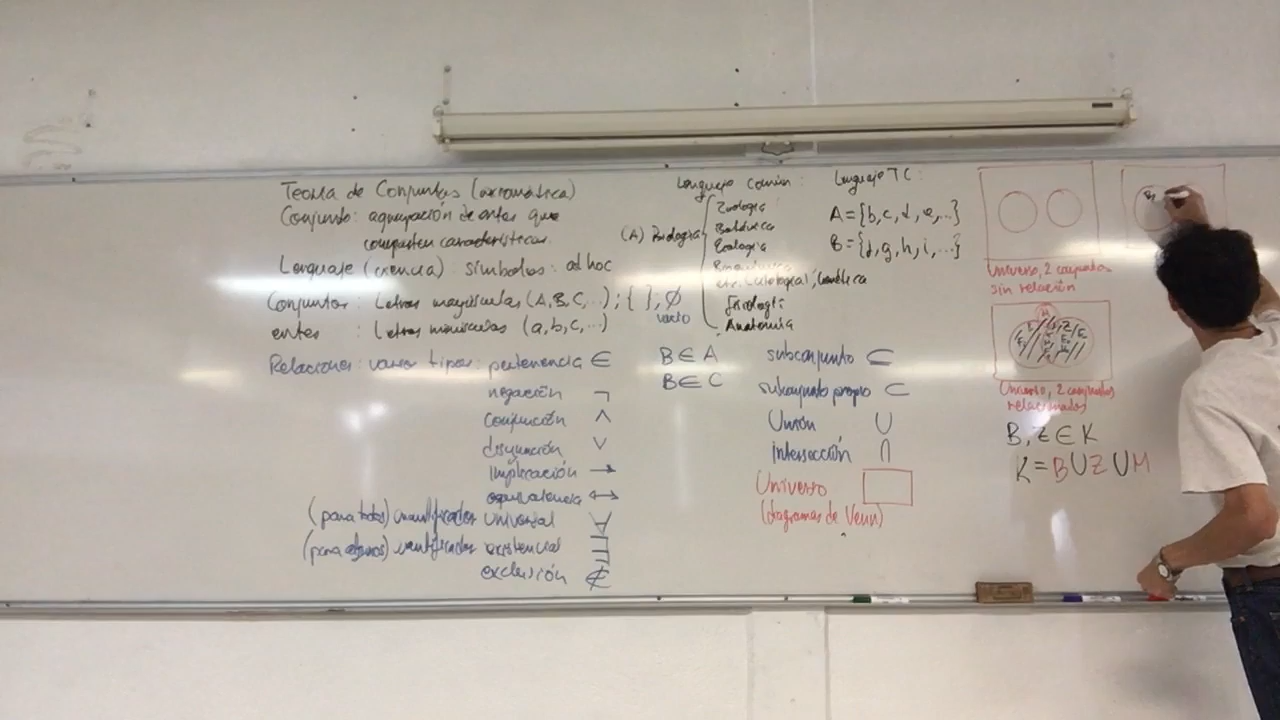 Teoría de Conjuntos (axiomática)
Conjunto: agrupación de entes que
comparten características.
Lenguaje (ciencia): símbolos: ad hoc
Conjuntos: Letras mayúsculas (A, B, C, ...); { }, ∅
vacío
entes : Letras minúsculas (a, b, c, ...)
Relaciones: varios tipos: pertenencia ∈
negación ¬
conjunción ∧
disyunción ∨
implicación →
equivalencia ↔
(para todos) cuantificador universal ∀
(para algunos) cuantificador existencial
exclusión ∉
B ∈ A
B ∈ C
Lenguaje Común:
(A) Biología
Zoología
Botánica
Ecología
etc. Genética
Fisiología
Anatomía
Lenguaje TC:
A = {b, c, d, e, ...}
B = {f, g, h, i, ...}
subconjunto ⊆
subconjunto propio ⊂
Unión ∪
intersección ∩
Universo
(diagramas de Venn)
Universo, 2 conjuntos
sin relación
Universo, 2 conjuntos
relacionados
B, Z ∈ K
K = B ∪ Z ∪ M